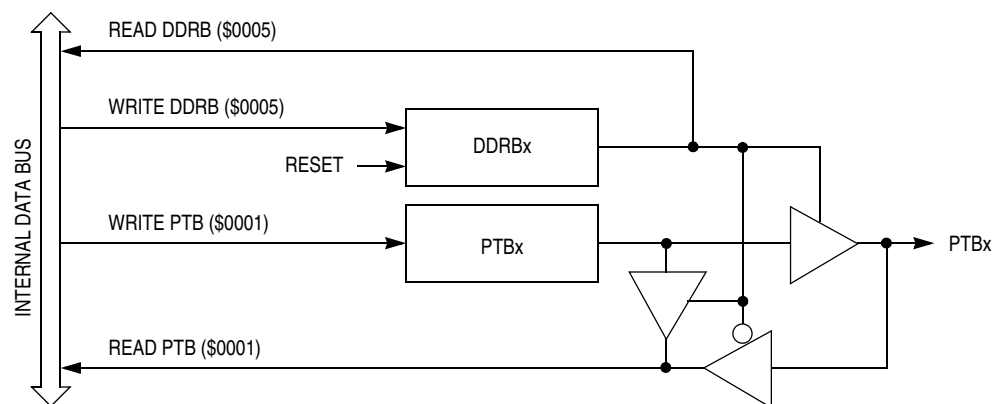 READ DDRB ($0005)
WRITE DDRB ($0005)
DDRBx
RESET
INTERNAL DATA BUS
WRITE PTB ($0001)
PTBx
PTBx
READ PTB ($0001)